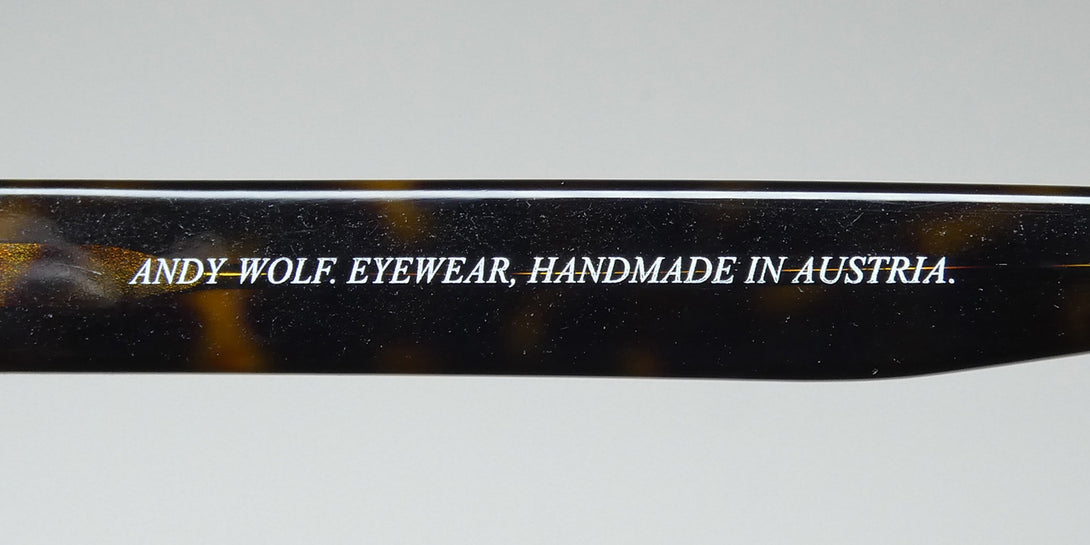 ANDY WOLF. EYEWEAR, HANDMADE IN AUSTRIA.